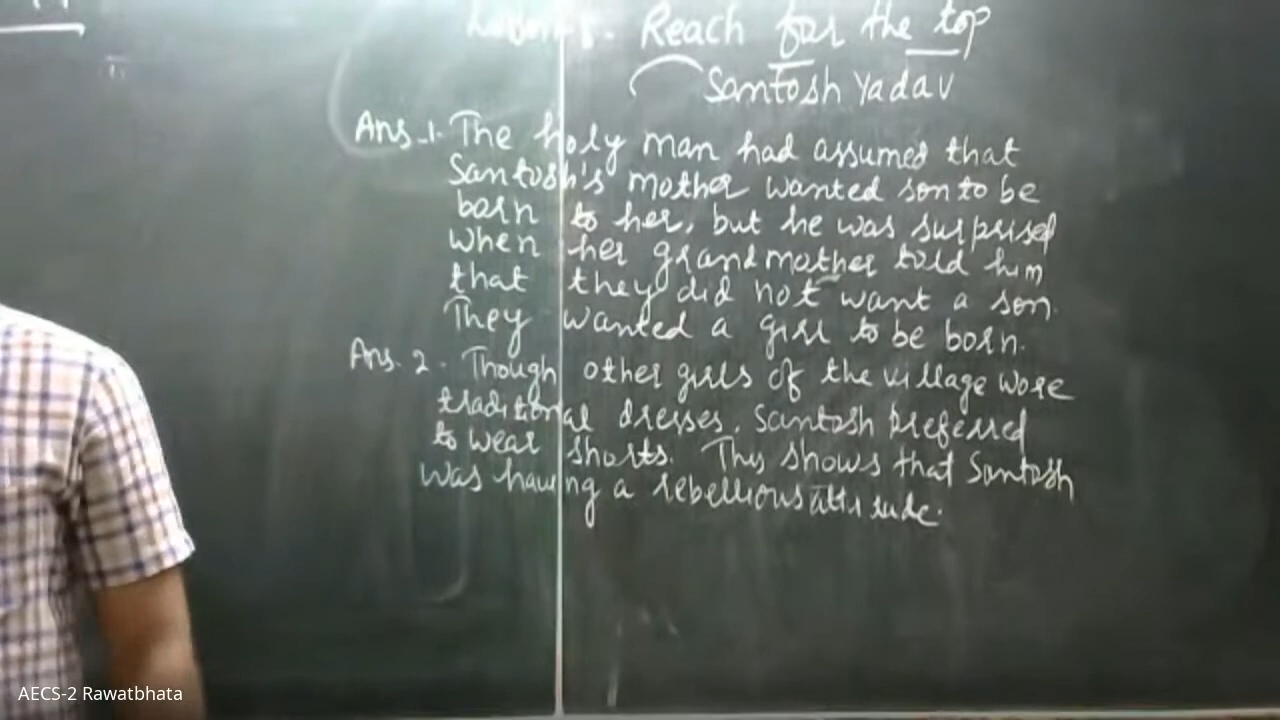 Reach for the top
Santosh Yadav
Ans-1. The holy man had assumed that
Santosh's mother wanted son to be
born to her, but he was surprised
when her grandmother told him
that they did not want a son.
They wanted a girl to be born.
Ans. 2. Though other girls of the village wore
traditional dresses, Santosh preferred
to wear shorts. This shows that Santosh
was having a rebellious attitude.
AECS-2 Rawatbhata